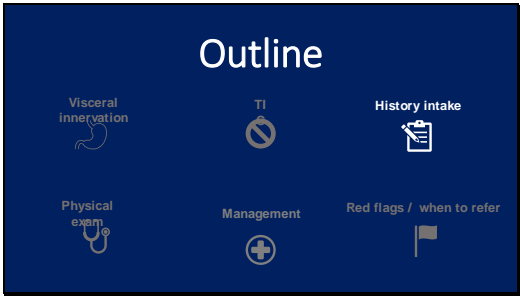 Outline
Visceral
innervation
TI
History intake
Physical
exam
Management
Red flags / when to refer